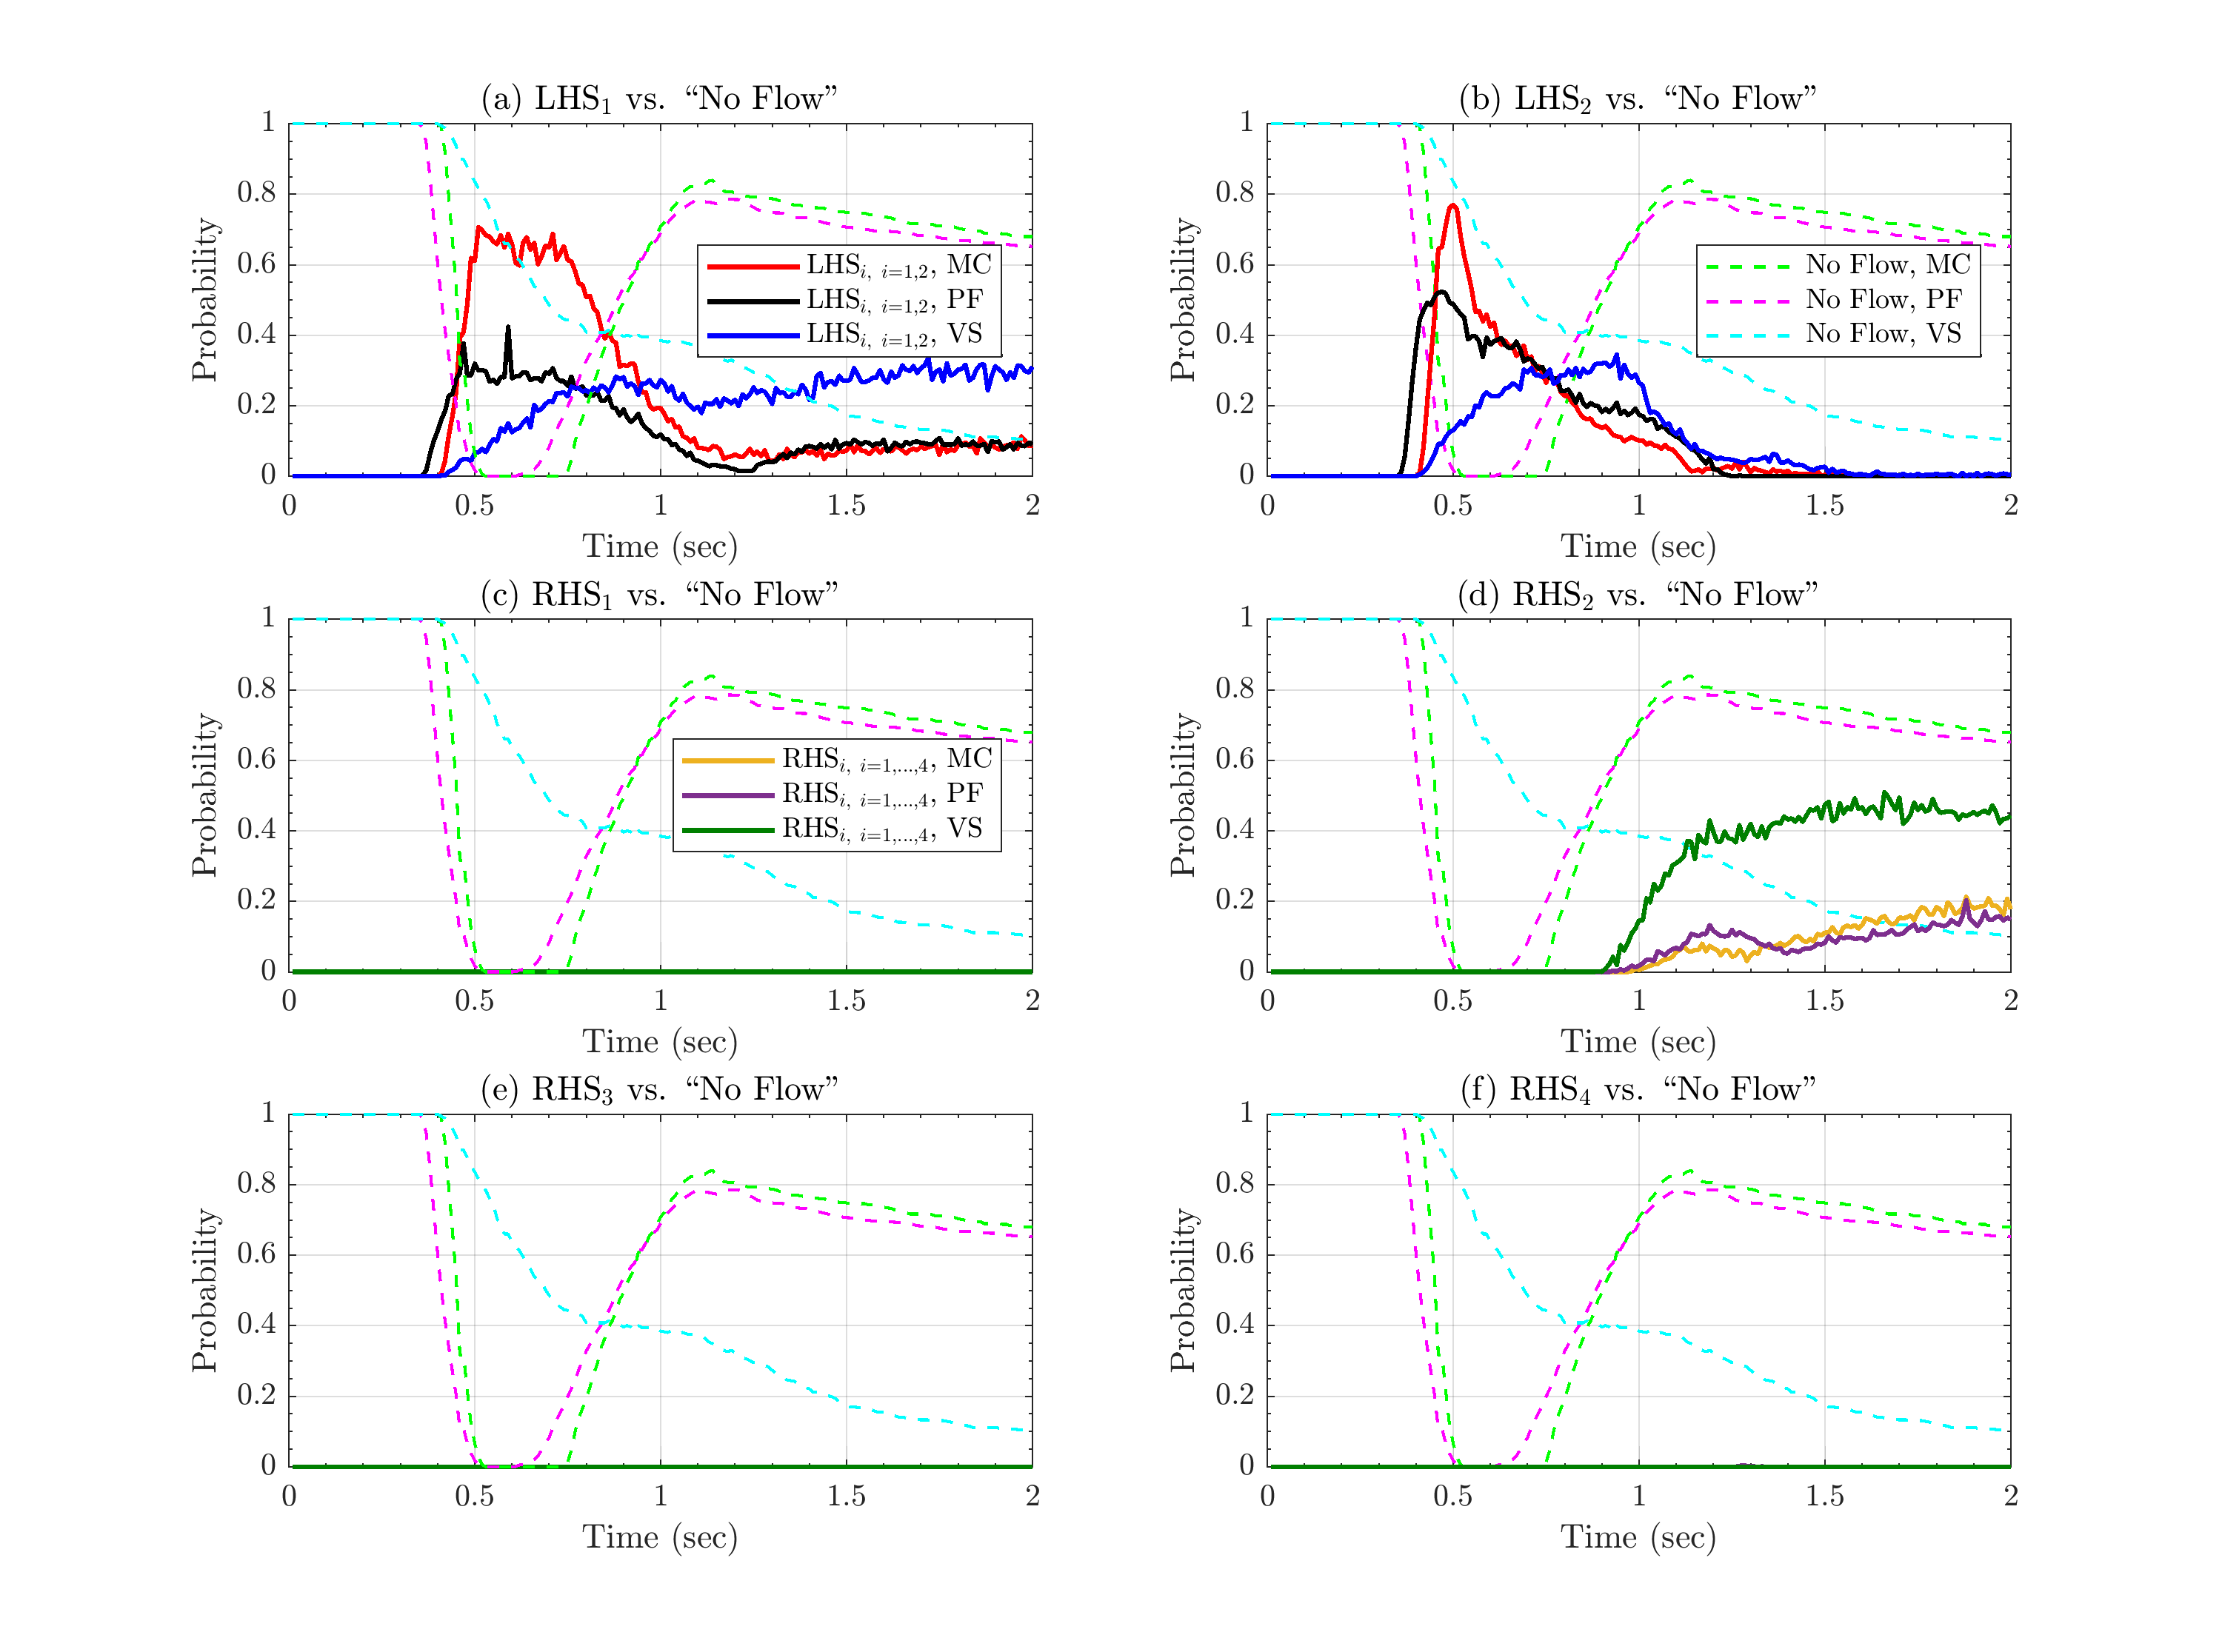 (a) LHS₁ vs. “No Flow”
1
0.8
0.6
0.4
0.2
0
Probability
LHSᵢ, ᵢ₌₁,₂, MC
LHSᵢ, ᵢ₌₁,₂, PF
LHSᵢ, ᵢ₌₁,₂, VS
0 0.5 1 1.5 2
Time (sec)
(b) LHS₂ vs. “No Flow”
1
0.8
0.6
0.4
0.2
0
Probability
No Flow, MC
No Flow, PF
No Flow, VS
0 0.5 1 1.5 2
Time (sec)
(c) RHS₁ vs. “No Flow”
1
0.8
0.6
0.4
0.2
0
Probability
RHSᵢ, ᵢ₌₁,...,₄, MC
RHSᵢ, ᵢ₌₁,...,₄, PF
RHSᵢ, ᵢ₌₁,...,₄, VS
0 0.5 1 1.5 2
Time (sec)
(d) RHS₂ vs. “No Flow”
1
0.8
0.6
0.4
0.2
0
Probability
0 0.5 1 1.5 2
Time (sec)
(e) RHS₃ vs. “No Flow”
1
0.8
0.6
0.4
0.2
0
Probability
0 0.5 1 1.5 2
Time (sec)
(f) RHS₄ vs. “No Flow”
1
0.8
0.6
0.4
0.2
0
Probability
0 0.5 1 1.5 2
Time (sec)